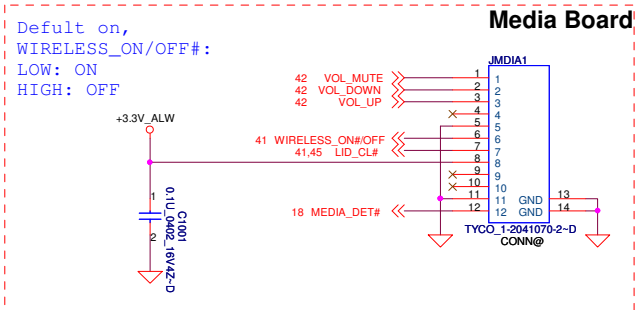 Media Board
Defult on,
WIRELESS_ON/OFF#:
LOW: ON
HIGH: OFF
+3.3V_ALW
JMDIA1
42 VOL_MUTE 1 1
42 VOL_DOWN 2 2
42 VOL_UP 3 3
4 4
5 5
41 WIRELESS_ON#/OFF 6 6
41,45 LID_CL# 7 7
8 8
9 9
10 10
11 11 GND 13
18 MEDIA_DET# 12 12 GND 14
TYCO_1-2041070-2~D
CONN@
1
2
C1001
0.1U_0402_16V4Z~D